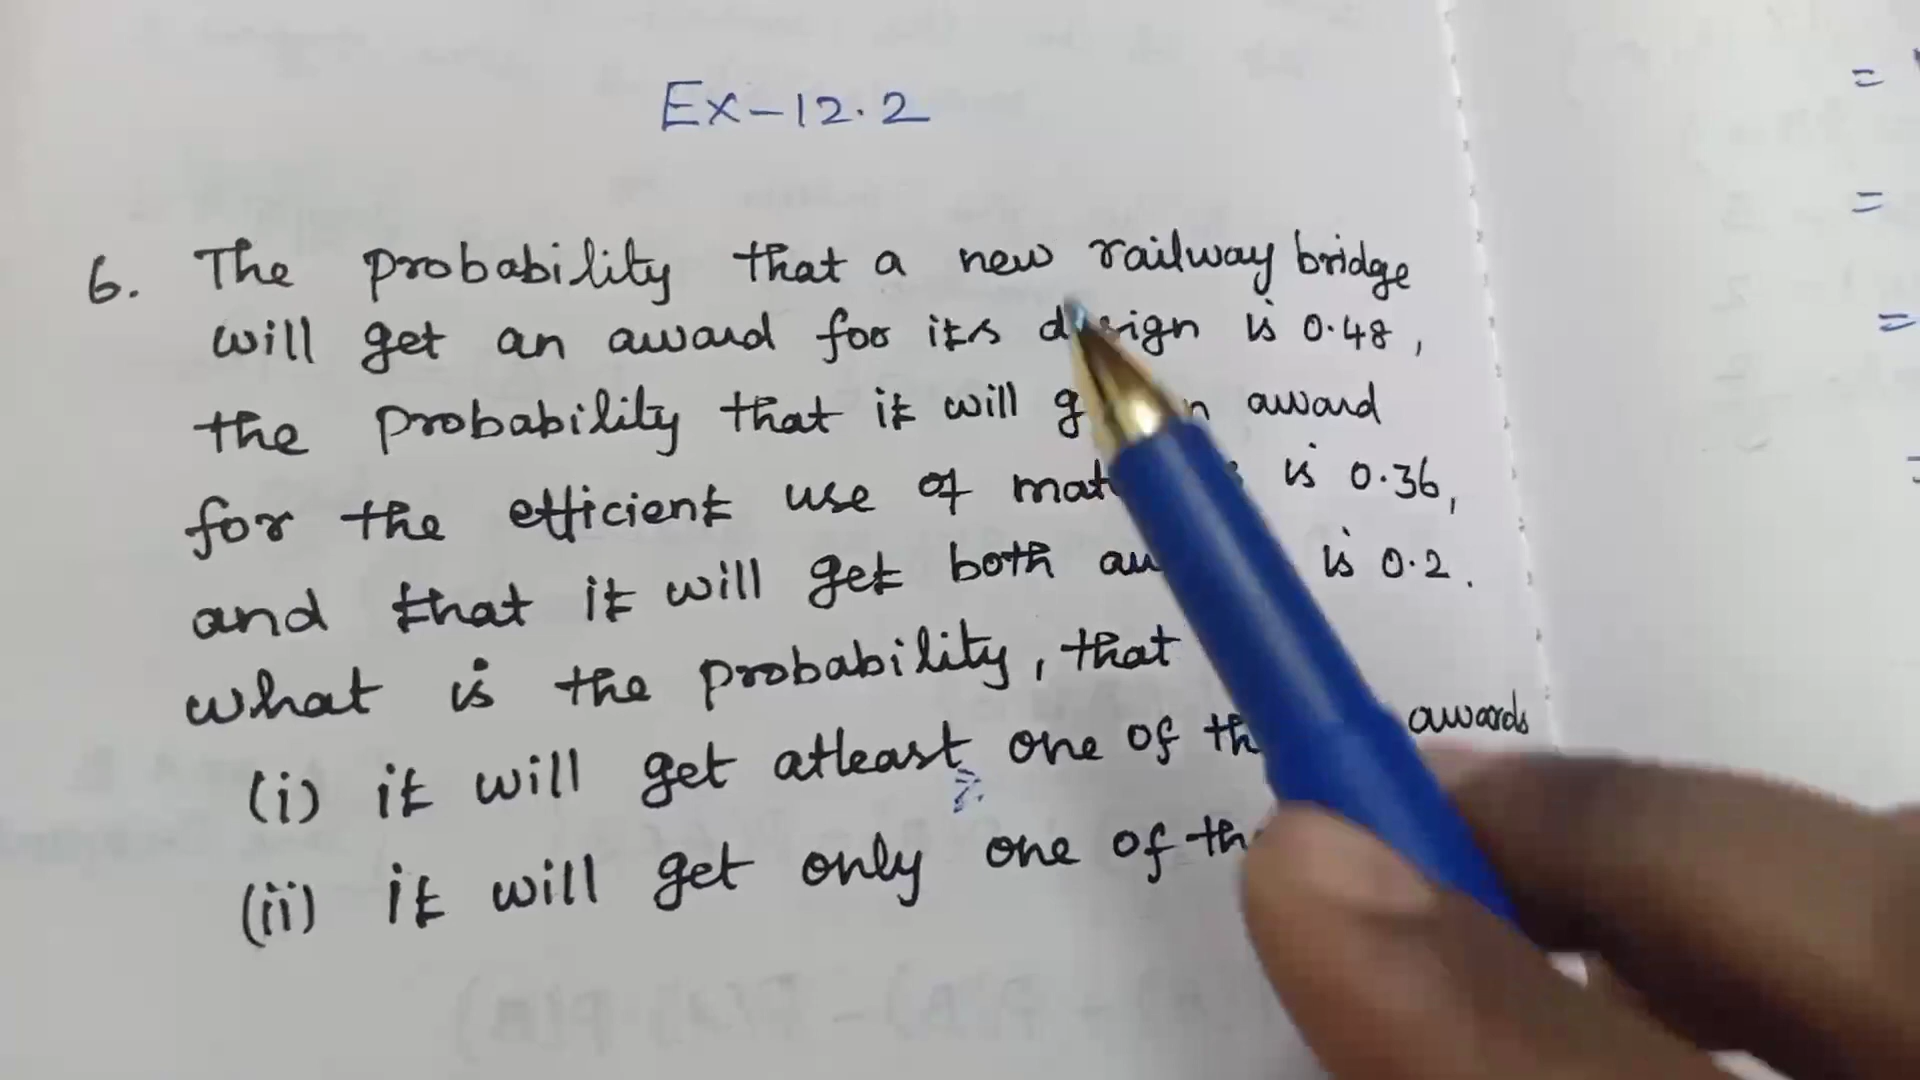 Ex-12.2
6. The probability that a new railway bridge
will get an award for its design is 0.48,
the probability that it will g n award
for the efficient use of mat is 0.36,
and that it will get both aw is 0.2.
what is the probability, that
(i) it will get atleast one of th awards
≥
(ii) it will get only one of th
=
=
=